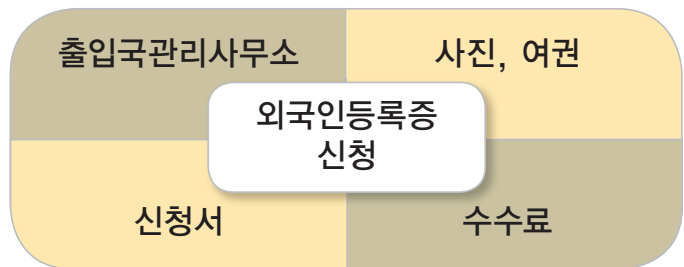 출입국관리사무소
사진, 여권
외국인등록증
신청
신청서
수수료